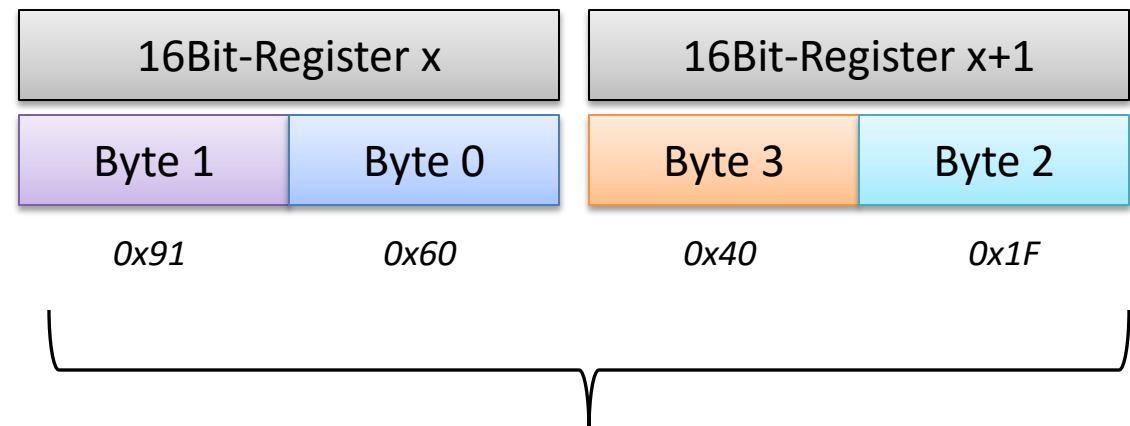 16Bit-Register x 16Bit-Register x+1
Byte 1 Byte 0 Byte 3 Byte 2
0x91 0x60 0x40 0x1F